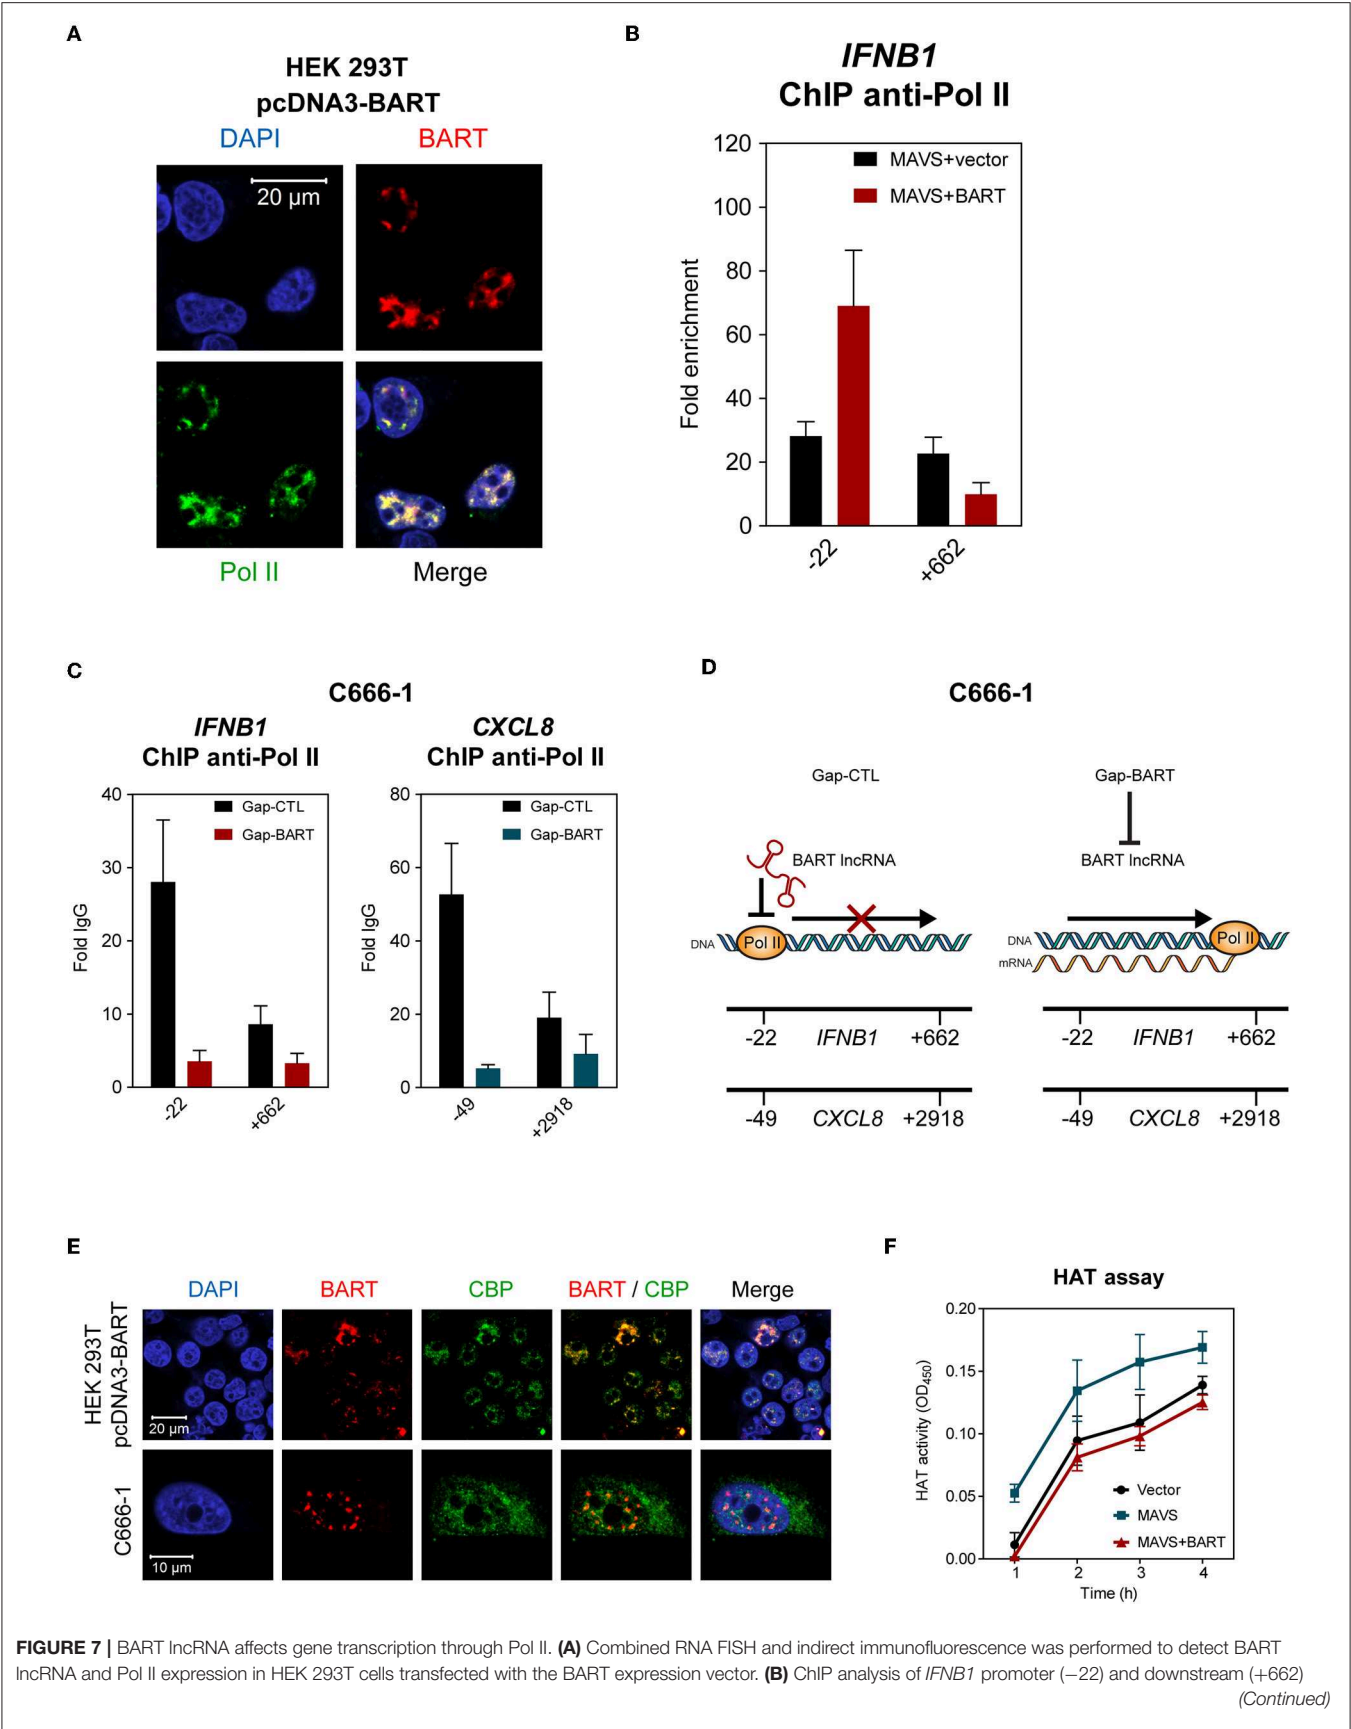 A
HEK 293T
pcDNA3-BART
DAPI
BART
20 µm
Pol II
Merge
B
IFNB1
ChIP anti-Pol II
Fold enrichment
120
100
80
60
40
20
0
MAVS+vector
MAVS+BART
-22
+662
C
C666-1
IFNB1
ChIP anti-Pol II
Fold IgG
40
30
20
10
0
Gap-CTL
Gap-BART
-22
+662
CXCL8
ChIP anti-Pol II
Fold IgG
80
60
40
20
0
Gap-CTL
Gap-BART
-49
+2918
D
C666-1
Gap-CTL
BART lncRNA
DNA
Pol II
-22 IFNB1 +662
-49 CXCL8 +2918
Gap-BART
BART lncRNA
DNA
Pol II
mRNA
-22 IFNB1 +662
-49 CXCL8 +2918
E
DAPI
BART
CBP
BART / CBP
Merge
HEK 293T
pcDNA3-BART
20 µm
C666-1
10 µm
F
HAT assay
HAT activity (OD450)
0.20
0.15
0.10
0.05
0.00
Vector
MAVS
MAVS+BART
1 2 3 4
Time (h)
FIGURE 7 | BART lncRNA affects gene transcription through Pol II. (A) Combined RNA FISH and indirect immunofluorescence was performed to detect BART
lncRNA and Pol II expression in HEK 293T cells transfected with the BART expression vector. (B) ChIP analysis of IFNB1 promoter (−22) and downstream (+662)
(Continued)